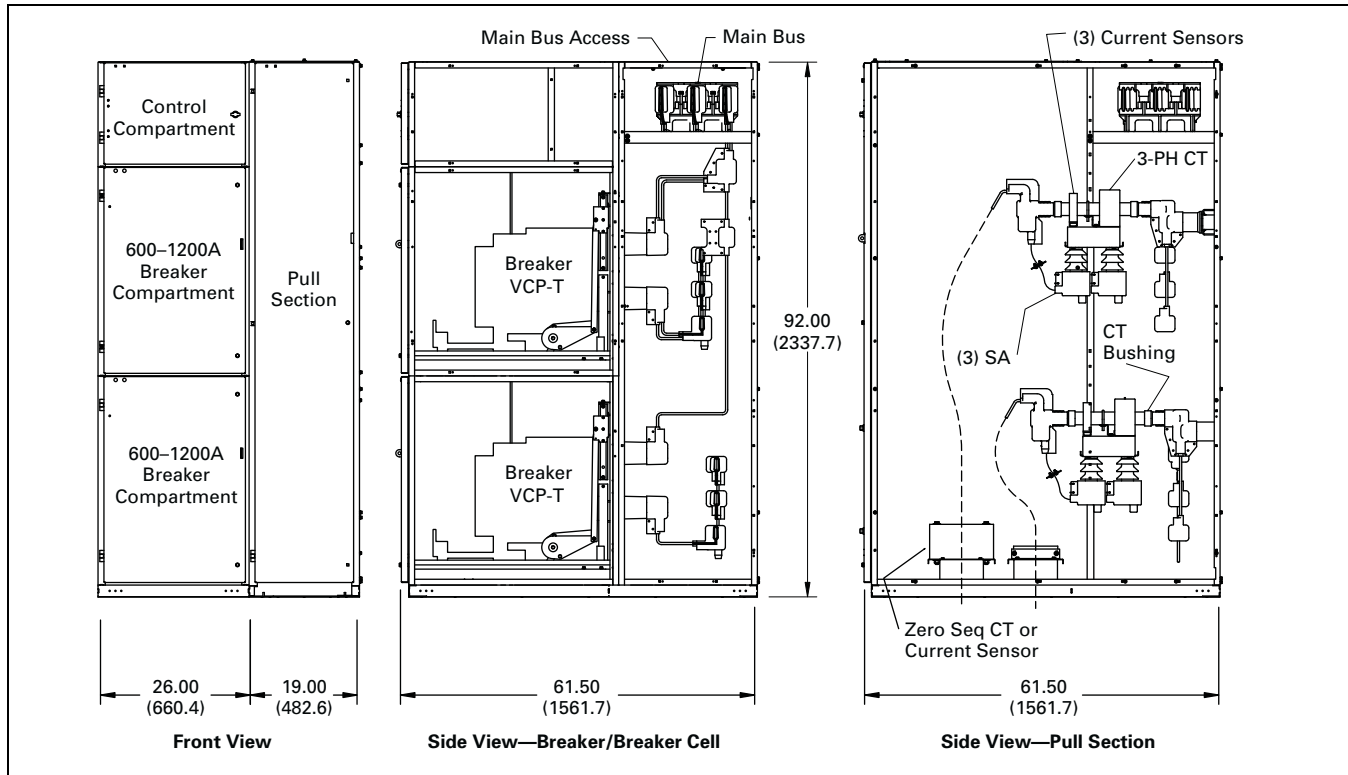 Main Bus Access
Main Bus
(3) Current Sensors
Control
Compartment
600–1200A
Breaker
Compartment
600–1200A
Breaker
Compartment
Pull
Section
Breaker
VCP-T
Breaker
VCP-T
92.00
(2337.7)
3-PH CT
(3) SA
CT
Bushing
Zero Seq CT or
Current Sensor
26.00
(660.4)
19.00
(482.6)
61.50
(1561.7)
61.50
(1561.7)
Front View
Side View—Breaker/Breaker Cell
Side View—Pull Section